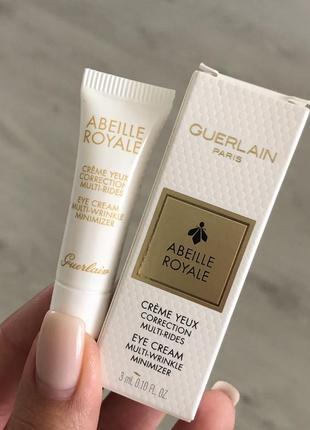 ABEILLE
ROYALE
CRÈME YEUX
CORRECTION
MULTI-RIDES
EYE CREAM
MULTI-WRINKLE
MINIMIZER
Guerlain
GUERLAIN
PARIS
ABEILLE
ROYALE
CRÈME YEUX
CORRECTION
MULTI-RIDES
EYE CREAM
MULTI-WRINKLE
MINIMIZER
3 mL 0.10 FL. OZ.